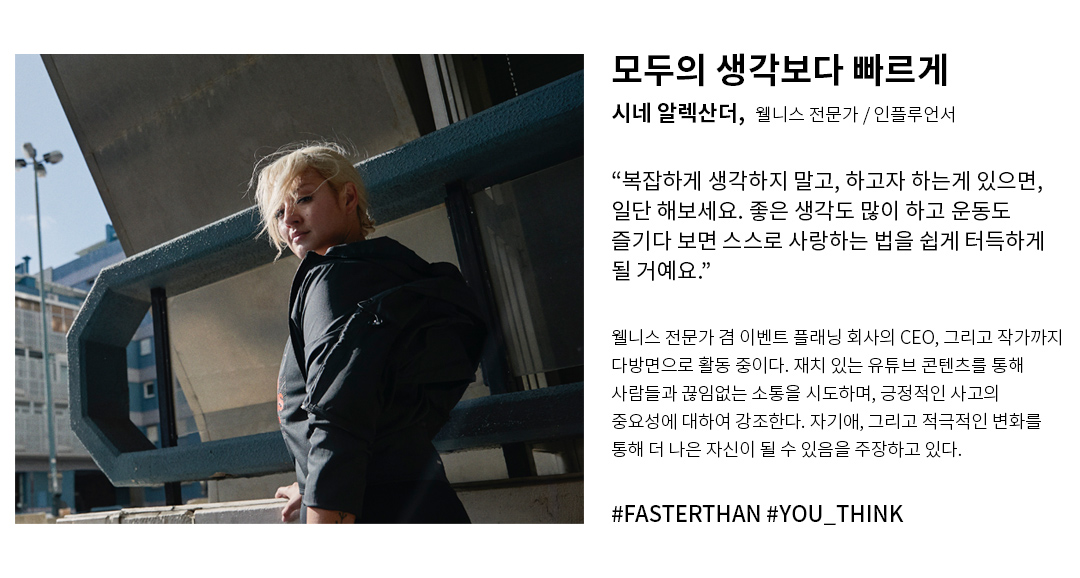 모두의 생각보다 빠르게
시네 알렉산더, 웰니스 전문가 / 인플루언서
“복잡하게 생각하지 말고, 하고자 하는게 있으면,
일단 해보세요. 좋은 생각도 많이 하고 운동도
즐기다 보면 스스로 사랑하는 법을 쉽게 터득하게
될 거예요.”
웰니스 전문가 겸 이벤트 플래닝 회사의 CEO, 그리고 작가까지
다방면으로 활동 중이다. 재치 있는 유튜브 콘텐츠를 통해
사람들과 끊임없는 소통을 시도하며, 긍정적인 사고의
중요성에 대하여 강조한다. 자기애, 그리고 적극적인 변화를
통해 더 나은 자신이 될 수 있음을 주장하고 있다.
#FASTERTHAN #YOU_THINK